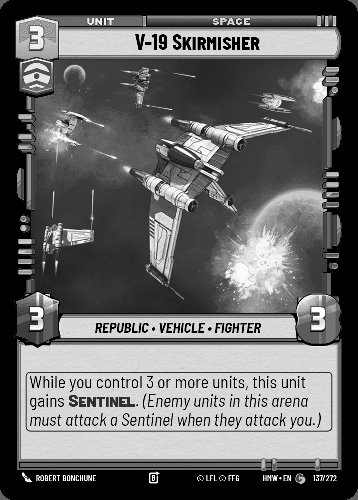 UNIT SPACE
3 V-19 SKIRMISHER
3 3
REPUBLIC • VEHICLE • FIGHTER
While you control 3 or more units, this unit
gains SENTINEL. (Enemy units in this arena
must attack a Sentinel when they attack you.)
ROBERT BONCHUNE © LFL © FFG HMW • EN C 137/272